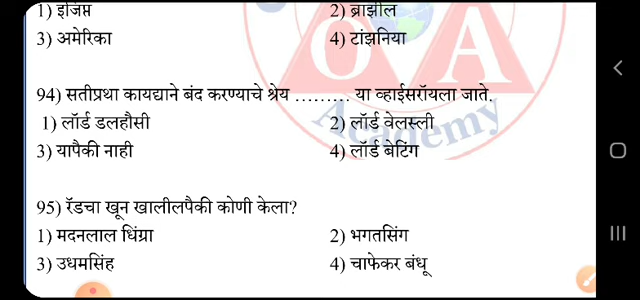 1) इजिप्त 2) ब्राझील
3) अमेरिका 4) टांझनिया
94) सतीप्रथा कायद्याने बंद करण्याचे श्रेय ......... या व्हाईसरॉयला जाते.
1) लॉर्ड डलहौसी 2) लॉर्ड वेलस्ली
3) यापैकी नाही 4) लॉर्ड बेटिंग
95) रॅडचा खून खालीलपैकी कोणी केला?
1) मदनलाल धिंग्रा 2) भगतसिंग
3) उधमसिंह 4) चाफेकर बंधू
O A
Academy